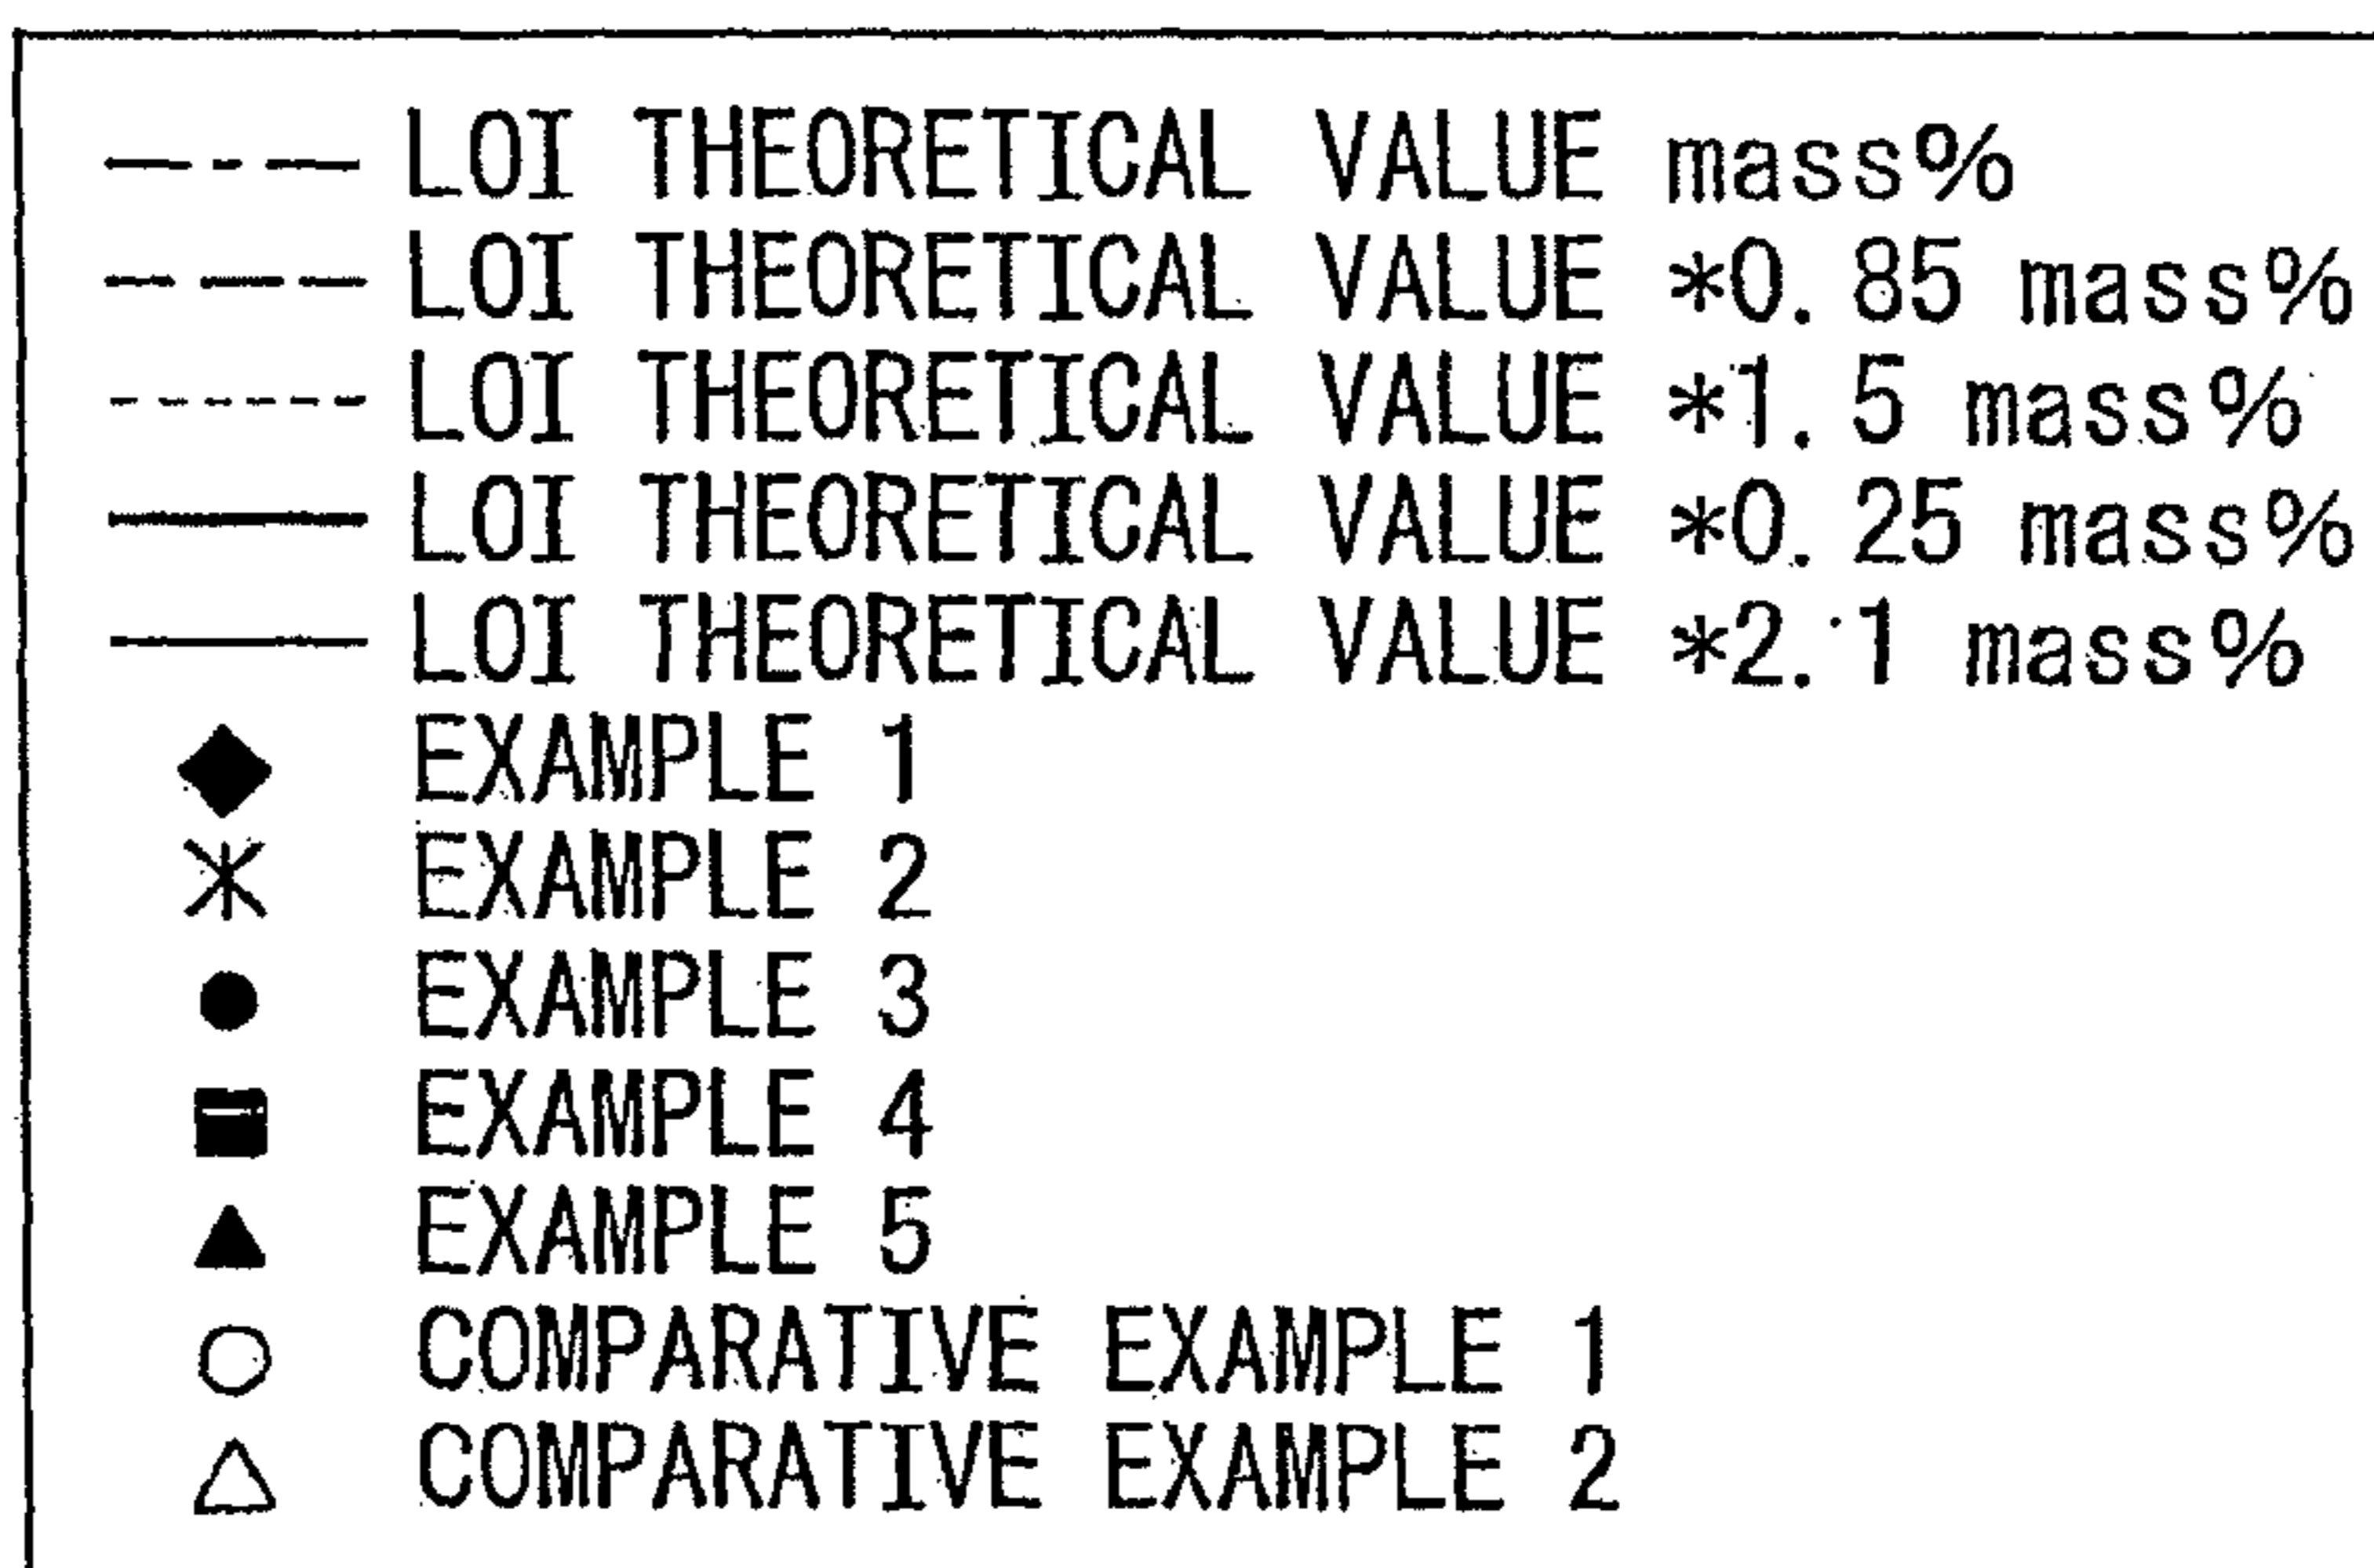 LOI THEORETICAL VALUE mass%
LOI THEORETICAL VALUE *0.85 mass%
LOI THEORETICAL VALUE *1.5 mass%
LOI THEORETICAL VALUE *0.25 mass%
LOI THEORETICAL VALUE *2.1 mass%
EXAMPLE 1
EXAMPLE 2
EXAMPLE 3
EXAMPLE 4
EXAMPLE 5
COMPARATIVE EXAMPLE 1
COMPARATIVE EXAMPLE 2